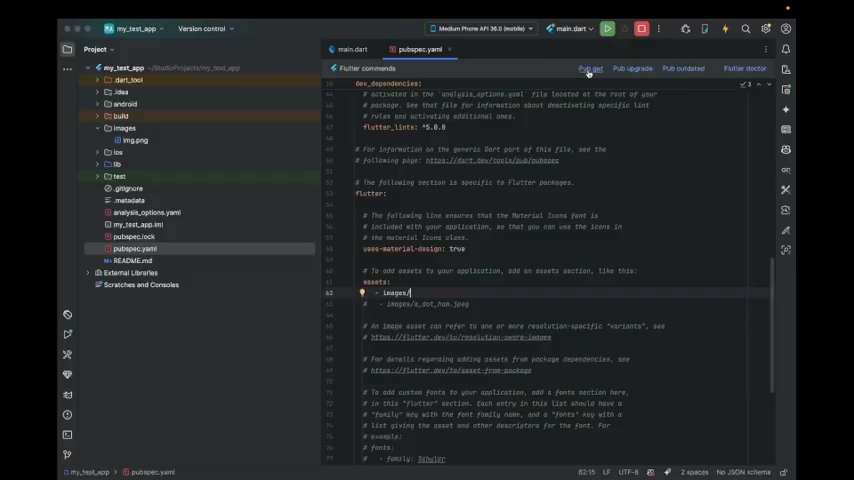 my_test_app
Version control
Medium Phone API 36.0 (mobile)
main.dart
Project
main.dart
pubspec.yaml
my_test_app ~/StudioProjects/my_test_app
.dart_tool
.idea
android
build
images
img.png
ios
lib
test
.gitignore
.metadata
analysis_options.yaml
my_test_app.iml
pubspec.lock
pubspec.yaml
README.md
External Libraries
Scratches and Consoles
Flutter commands
Pub get
Pub upgrade
Pub outdated
Flutter doctor
dev_dependencies:
# activated in the `analysis_options.yaml` file located at the root of your
# package. See that file for information about deactivating specific lint
# rules and activating additional ones.
flutter_lints: ^5.0.0
# For information on the generic Dart part of this file, see the
# following page: https://dart.dev/tools/pub/pubspec
# The following section is specific to Flutter packages.
flutter:
# The following line ensures that the Material Icons font is
# included with your application, so that you can use the icons in
# the material Icons class.
uses-material-design: true
# To add assets to your application, add an assets section, like this:
assets:
- images/
# - images/a_dot_ham.jpeg
# An image asset can refer to one or more resolution-specific "variants", see
# https://flutter.dev/to/resolution-aware-images
# For details regarding adding assets from package dependencies, see
# https://flutter.dev/to/asset-from-package
# To add custom fonts to your application, add a fonts section here,
# in this "flutter" section. Each entry in this list should have a
# "family" key with the font family name, and a "fonts" key with a
# list giving the asset and other descriptors for the font. For
# example:
# fonts:
# - family: Schyler
my_test_app
pubspec.yaml
62:15
LF
UTF-8
2 spaces
No JSON schema